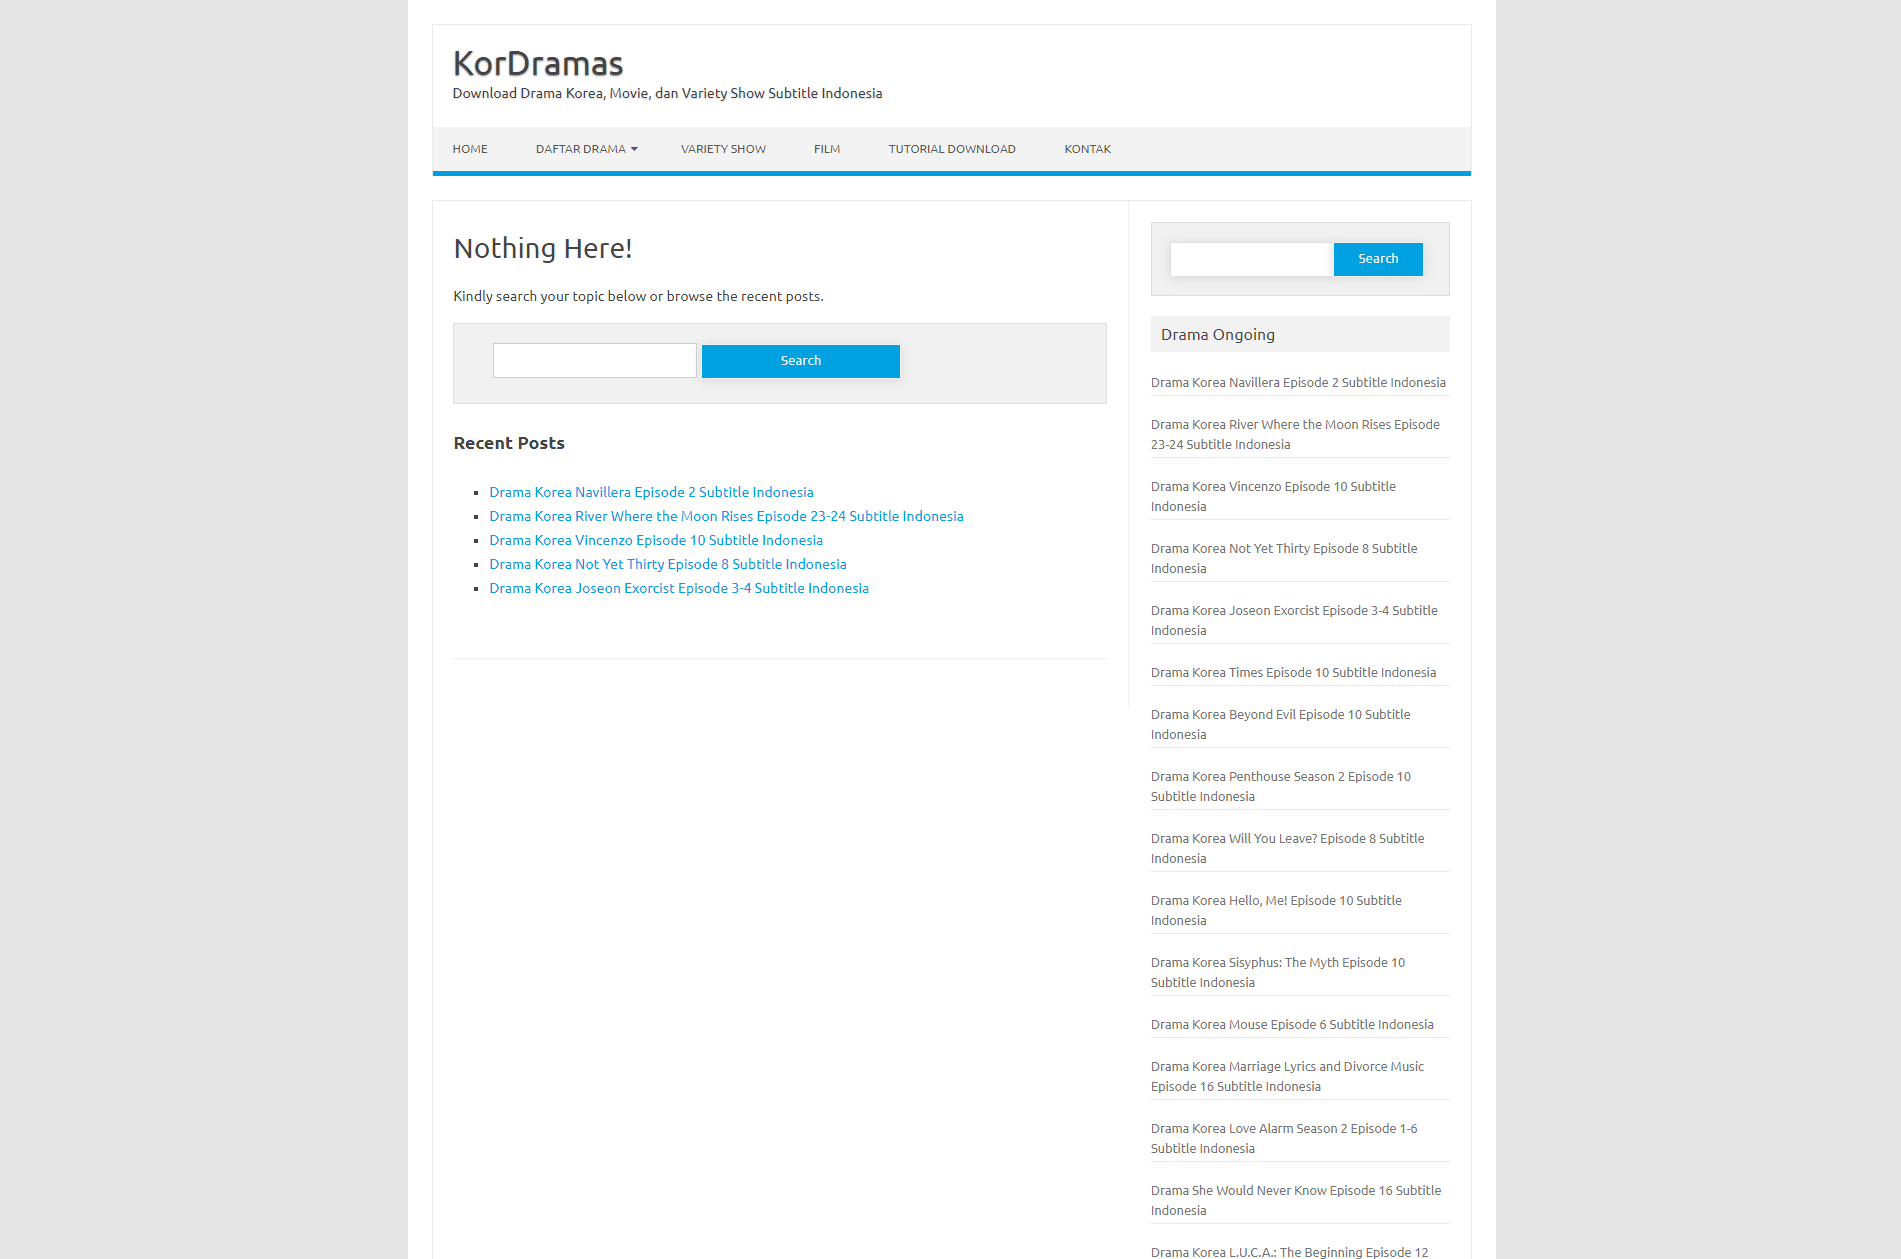 KorDramas
Download Drama Korea, Movie, dan Variety Show Subtitle Indonesia
HOME
DAFTAR DRAMA
VARIETY SHOW
FILM
TUTORIAL DOWNLOAD
KONTAK
Nothing Here!
Kindly search your topic below or browse the recent posts.
Search
Recent Posts
Drama Korea Navillera Episode 2 Subtitle Indonesia
Drama Korea River Where the Moon Rises Episode 23-24 Subtitle Indonesia
Drama Korea Vincenzo Episode 10 Subtitle Indonesia
Drama Korea Not Yet Thirty Episode 8 Subtitle Indonesia
Drama Korea Joseon Exorcist Episode 3-4 Subtitle Indonesia
Search
Drama Ongoing
Drama Korea Navillera Episode 2 Subtitle Indonesia
Drama Korea River Where the Moon Rises Episode
23-24 Subtitle Indonesia
Drama Korea Vincenzo Episode 10 Subtitle
Indonesia
Drama Korea Not Yet Thirty Episode 8 Subtitle
Indonesia
Drama Korea Joseon Exorcist Episode 3-4 Subtitle
Indonesia
Drama Korea Times Episode 10 Subtitle Indonesia
Drama Korea Beyond Evil Episode 10 Subtitle
Indonesia
Drama Korea Penthouse Season 2 Episode 10
Subtitle Indonesia
Drama Korea Will You Leave? Episode 8 Subtitle
Indonesia
Drama Korea Hello, Me! Episode 10 Subtitle
Indonesia
Drama Korea Sisyphus: The Myth Episode 10
Subtitle Indonesia
Drama Korea Mouse Episode 6 Subtitle Indonesia
Drama Korea Marriage Lyrics and Divorce Music
Episode 16 Subtitle Indonesia
Drama Korea Love Alarm Season 2 Episode 1-6
Subtitle Indonesia
Drama She Would Never Know Episode 16 Subtitle
Indonesia
Drama Korea L.U.C.A.: The Beginning Episode 12